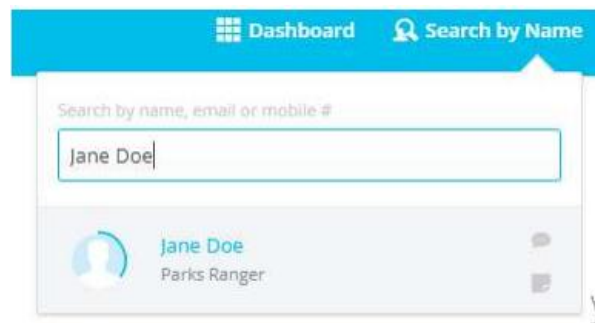 Dashboard Search by Name
Search by name, email or mobile #
Jane Doe
Jane Doe
Parks Ranger